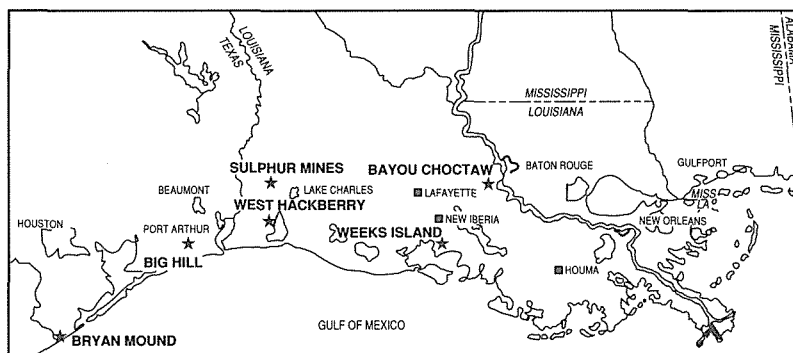 LOUISIANA
TEXAS
ALABAMA
MISSISSIPPI
MISSISSIPPI
LOUISIANA
SULPHUR MINES
BAYOU CHOCTAW
BATON ROUGE
GULFPORT
BEAUMONT
LAKE CHARLES
LAFAYETTE
MISS
LA
WEST HACKBERRY
HOUSTON
PORT ARTHUR
NEW IBERIA
NEW ORLEANS
WEEKS ISLAND
BIG HILL
HOUMA
GULF OF MEXICO
BRYAN MOUND